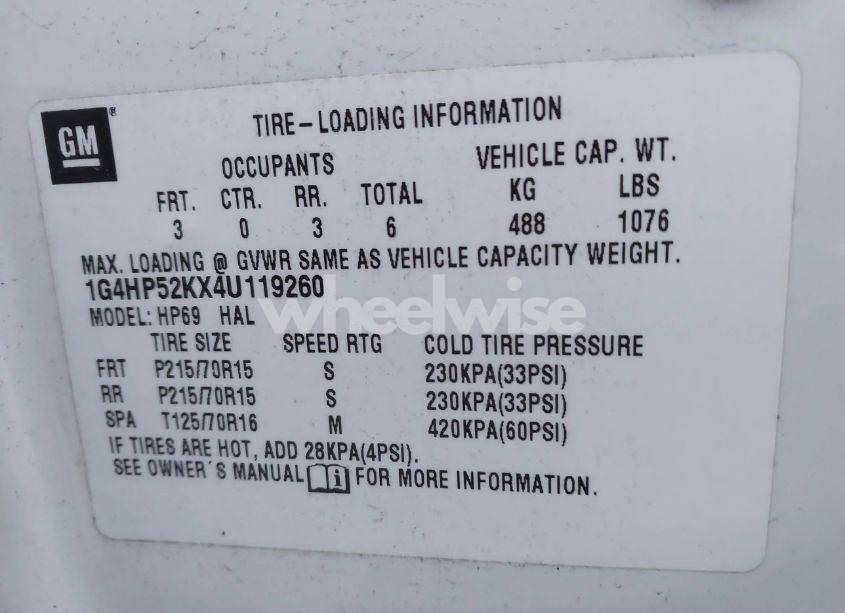 GM ®
TIRE-LOADING INFORMATION
OCCUPANTS VEHICLE CAP. WT.
FRT. CTR. RR. TOTAL KG LBS
3 0 3 6 488 1076
MAX. LOADING @ GVWR SAME AS VEHICLE CAPACITY WEIGHT.
1G4HP52KX4U119260
wheelwise
MODEL: HP69 HAL
TIRE SIZE SPEED RTG COLD TIRE PRESSURE
FRT P215/70R15 S 230KPA(33PSI)
RR P215/70R15 S 230KPA(33PSI)
SPA T125/70R16 M 420KPA(60PSI)
IF TIRES ARE HOT, ADD 28KPA(4PSI).
SEE OWNER'S MANUAL i FOR MORE INFORMATION.